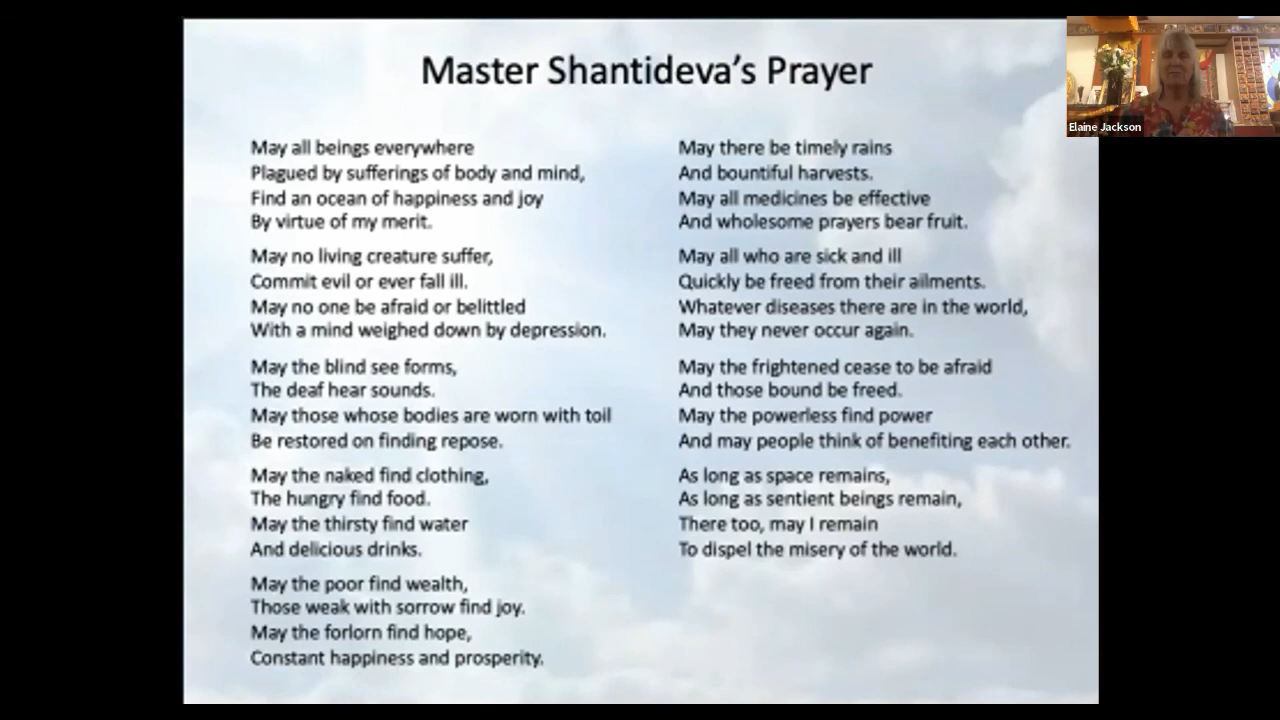 Master Shantideva's Prayer
May all beings everywhere
Plagued by sufferings of body and mind,
Find an ocean of happiness and joy
By virtue of my merit.
May no living creature suffer,
Commit evil or ever fall ill.
May no one be afraid or belittled
With a mind weighed down by depression.
May the blind see forms,
The deaf hear sounds.
May those whose bodies are worn with toil
Be restored on finding repose.
May the naked find clothing,
The hungry find food.
May the thirsty find water
And delicious drinks.
May the poor find wealth,
Those weak with sorrow find joy.
May the forlorn find hope,
Constant happiness and prosperity.
May there be timely rains
And bountiful harvests.
May all medicines be effective
And wholesome prayers bear fruit.
May all who are sick and ill
Quickly be freed from their ailments.
Whatever diseases there are in the world,
May they never occur again.
May the frightened cease to be afraid
And those bound be freed.
May the powerless find power
And may people think of benefiting each other.
As long as space remains,
As long as sentient beings remain,
There too, may I remain
To dispel the misery of the world.
Elaine Jackson